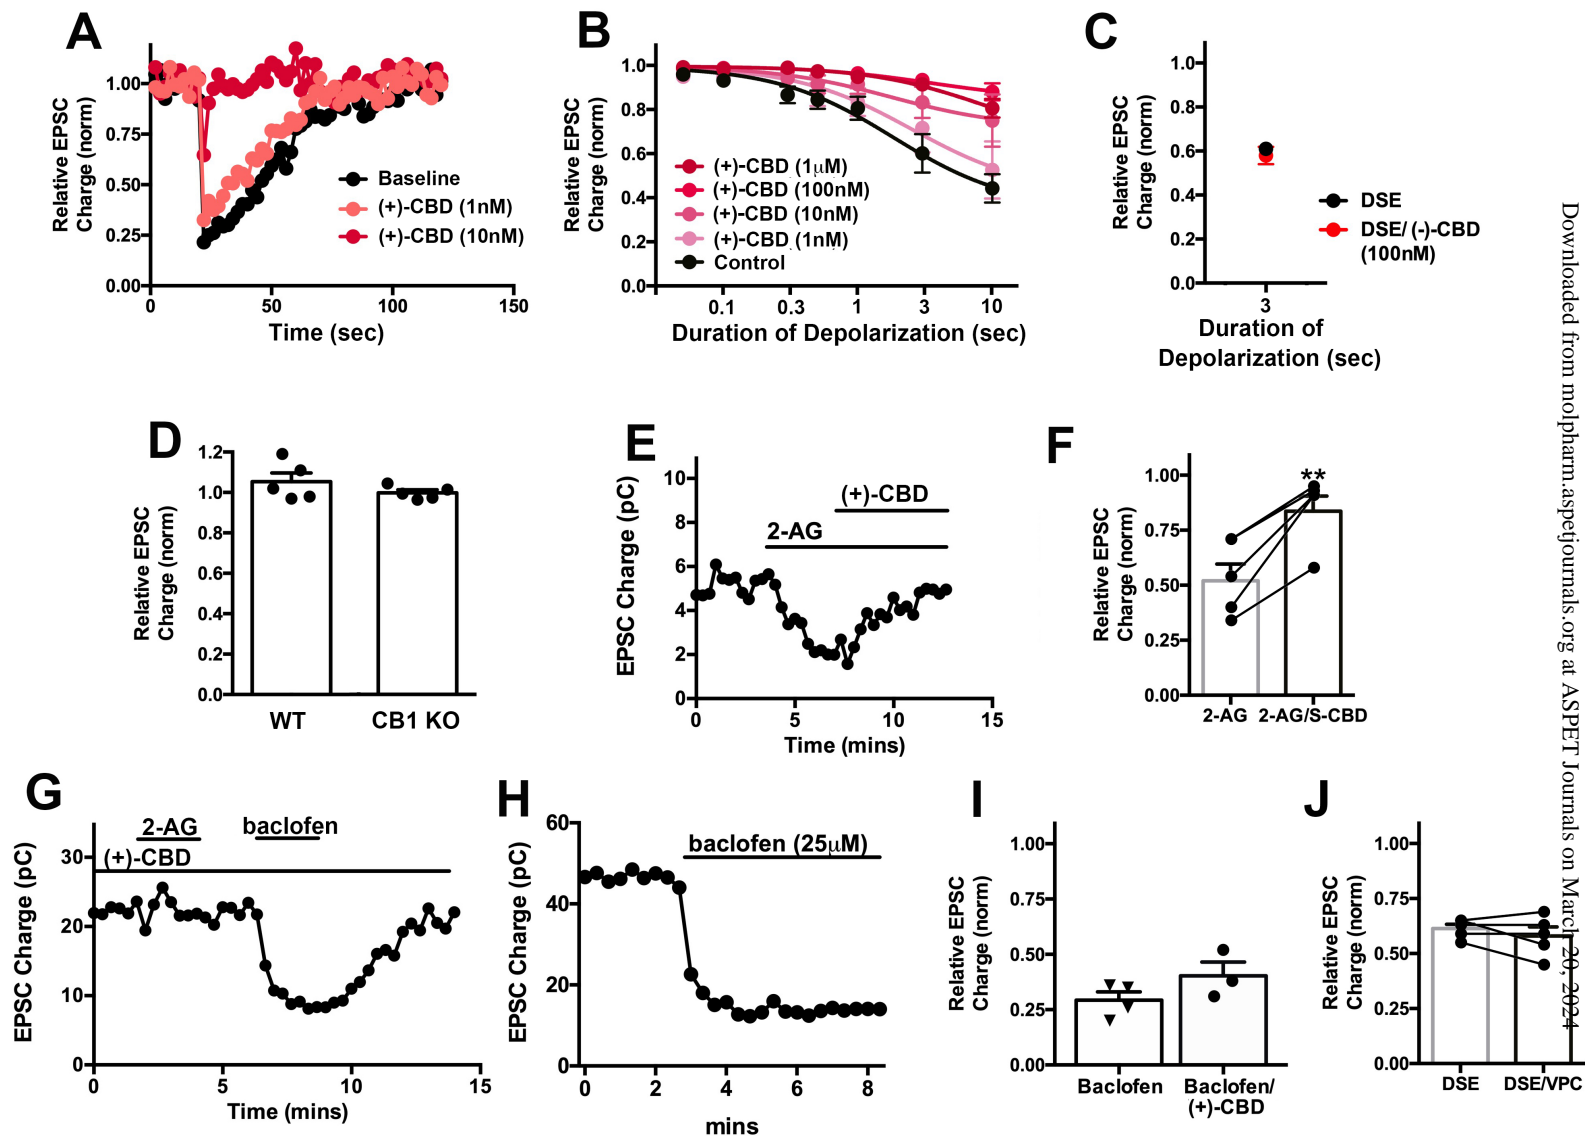 A
Relative EPSC
Charge (norm)
1.00
0.75
0.50
0.25
0.00
0
50
100
150
Time (sec)
Baseline
(+)-CBD (1nM)
(+)-CBD (10nM)
B
Relative EPSC
Charge (norm)
1.0
0.8
0.6
0.4
0.2
0.0
0.1
0.3
1
3
10
Duration of Depolarization (sec)
(+)-CBD (1μM)
(+)-CBD (100nM)
(+)-CBD (10nM)
(+)-CBD (1nM)
Control
C
Relative EPSC
Charge (norm)
1.0
0.8
0.6
0.4
0.2
0.0
3
Duration of
Depolarization (sec)
DSE
DSE/ (-)-CBD
(100nM)
D
Relative EPSC
Charge (norm)
1.2
1.0
0.8
0.6
0.4
0.2
0.0
WT
CB1 KO
E
EPSC Charge (pC)
10
8
6
4
2
0
0
5
10
15
Time (mins)
(+)-CBD
2-AG
F
Relative EPSC
Charge (norm)
1.00
0.75
0.50
0.25
0.00
**
2-AG
2-AG/S-CBD
G
EPSC Charge (pC)
30
20
10
0
0
5
10
15
Time (mins)
2-AG
baclofen
(+)-CBD
H
EPSC Charge (pC)
60
40
20
0
0
2
4
6
8
mins
baclofen (25μM)
I
Relative EPSC
Charge (norm)
1.00
0.75
0.50
0.25
0.00
Baclofen
Baclofen/
(+)-CBD
J
Relative EPSC
Charge (norm)
1.00
0.75
0.50
0.25
0.00
DSE
DSE/VPC
Downloaded from molpharm.aspetjournals.org at ASPET Journals on March 20, 2024